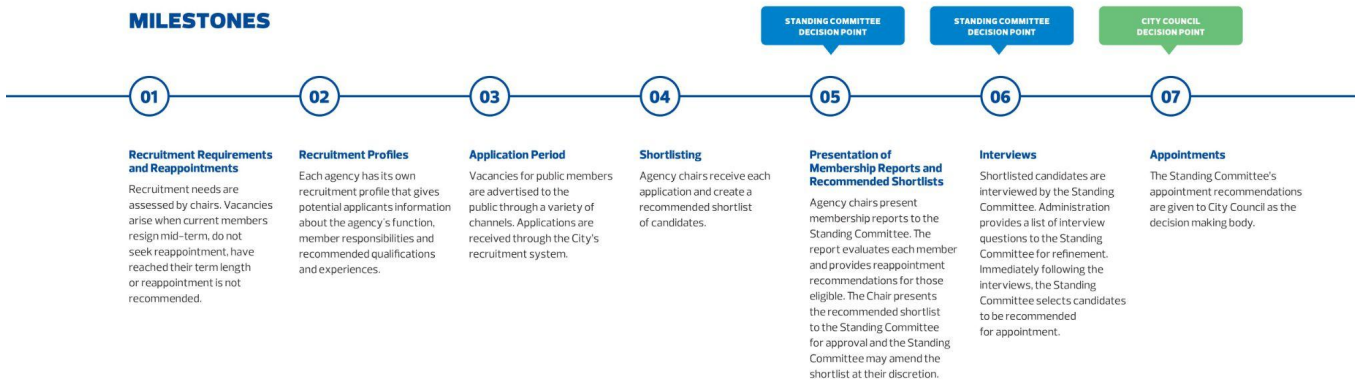 MILESTONES
STANDING COMMITTEE
DECISION POINT
STANDING COMMITTEE
DECISION POINT
CITY COUNCIL
DECISION POINT
01
02
03
04
05
06
07
Recruitment Requirements
and Reappointments
Recruitment needs are
assessed by chairs. Vacancies
arise when current members
resign mid-term, do not
seek reappointment, have
reached their term length
or reappointment is not
recommended.
Recruitment Profiles
Each agency has its own
recruitment profile that gives
potential applicants information
about the agency's function,
member responsibilities and
recommended qualifications
and experiences.
Application Period
Vacancies for public members
are advertised to the
public through a variety of
channels. Applications are
received through the City's
recruitment system.
Shortlisting
Agency chairs receive each
application and create a
recommended shortlist
of candidates.
Presentation of
Membership Reports and
Recommended Shortlists
Agency chairs present
membership reports to the
Standing Committee. The
report evaluates each member
and provides reappointment
recommendations for those
eligible. The Chair presents
the recommended shortlist
to the Standing Committee
for approval and the Standing
Committee may amend the
shortlist at their discretion.
Interviews
Shortlisted candidates are
interviewed by the Standing
Committee. Administration
provides a list of interview
questions to the Standing
Committee for refinement.
Immediately following the
interviews, the Standing
Committee selects candidates
to be recommended
for appointment.
Appointments
The Standing Committee's
appointment recommendations
are given to City Council as the
decision making body.